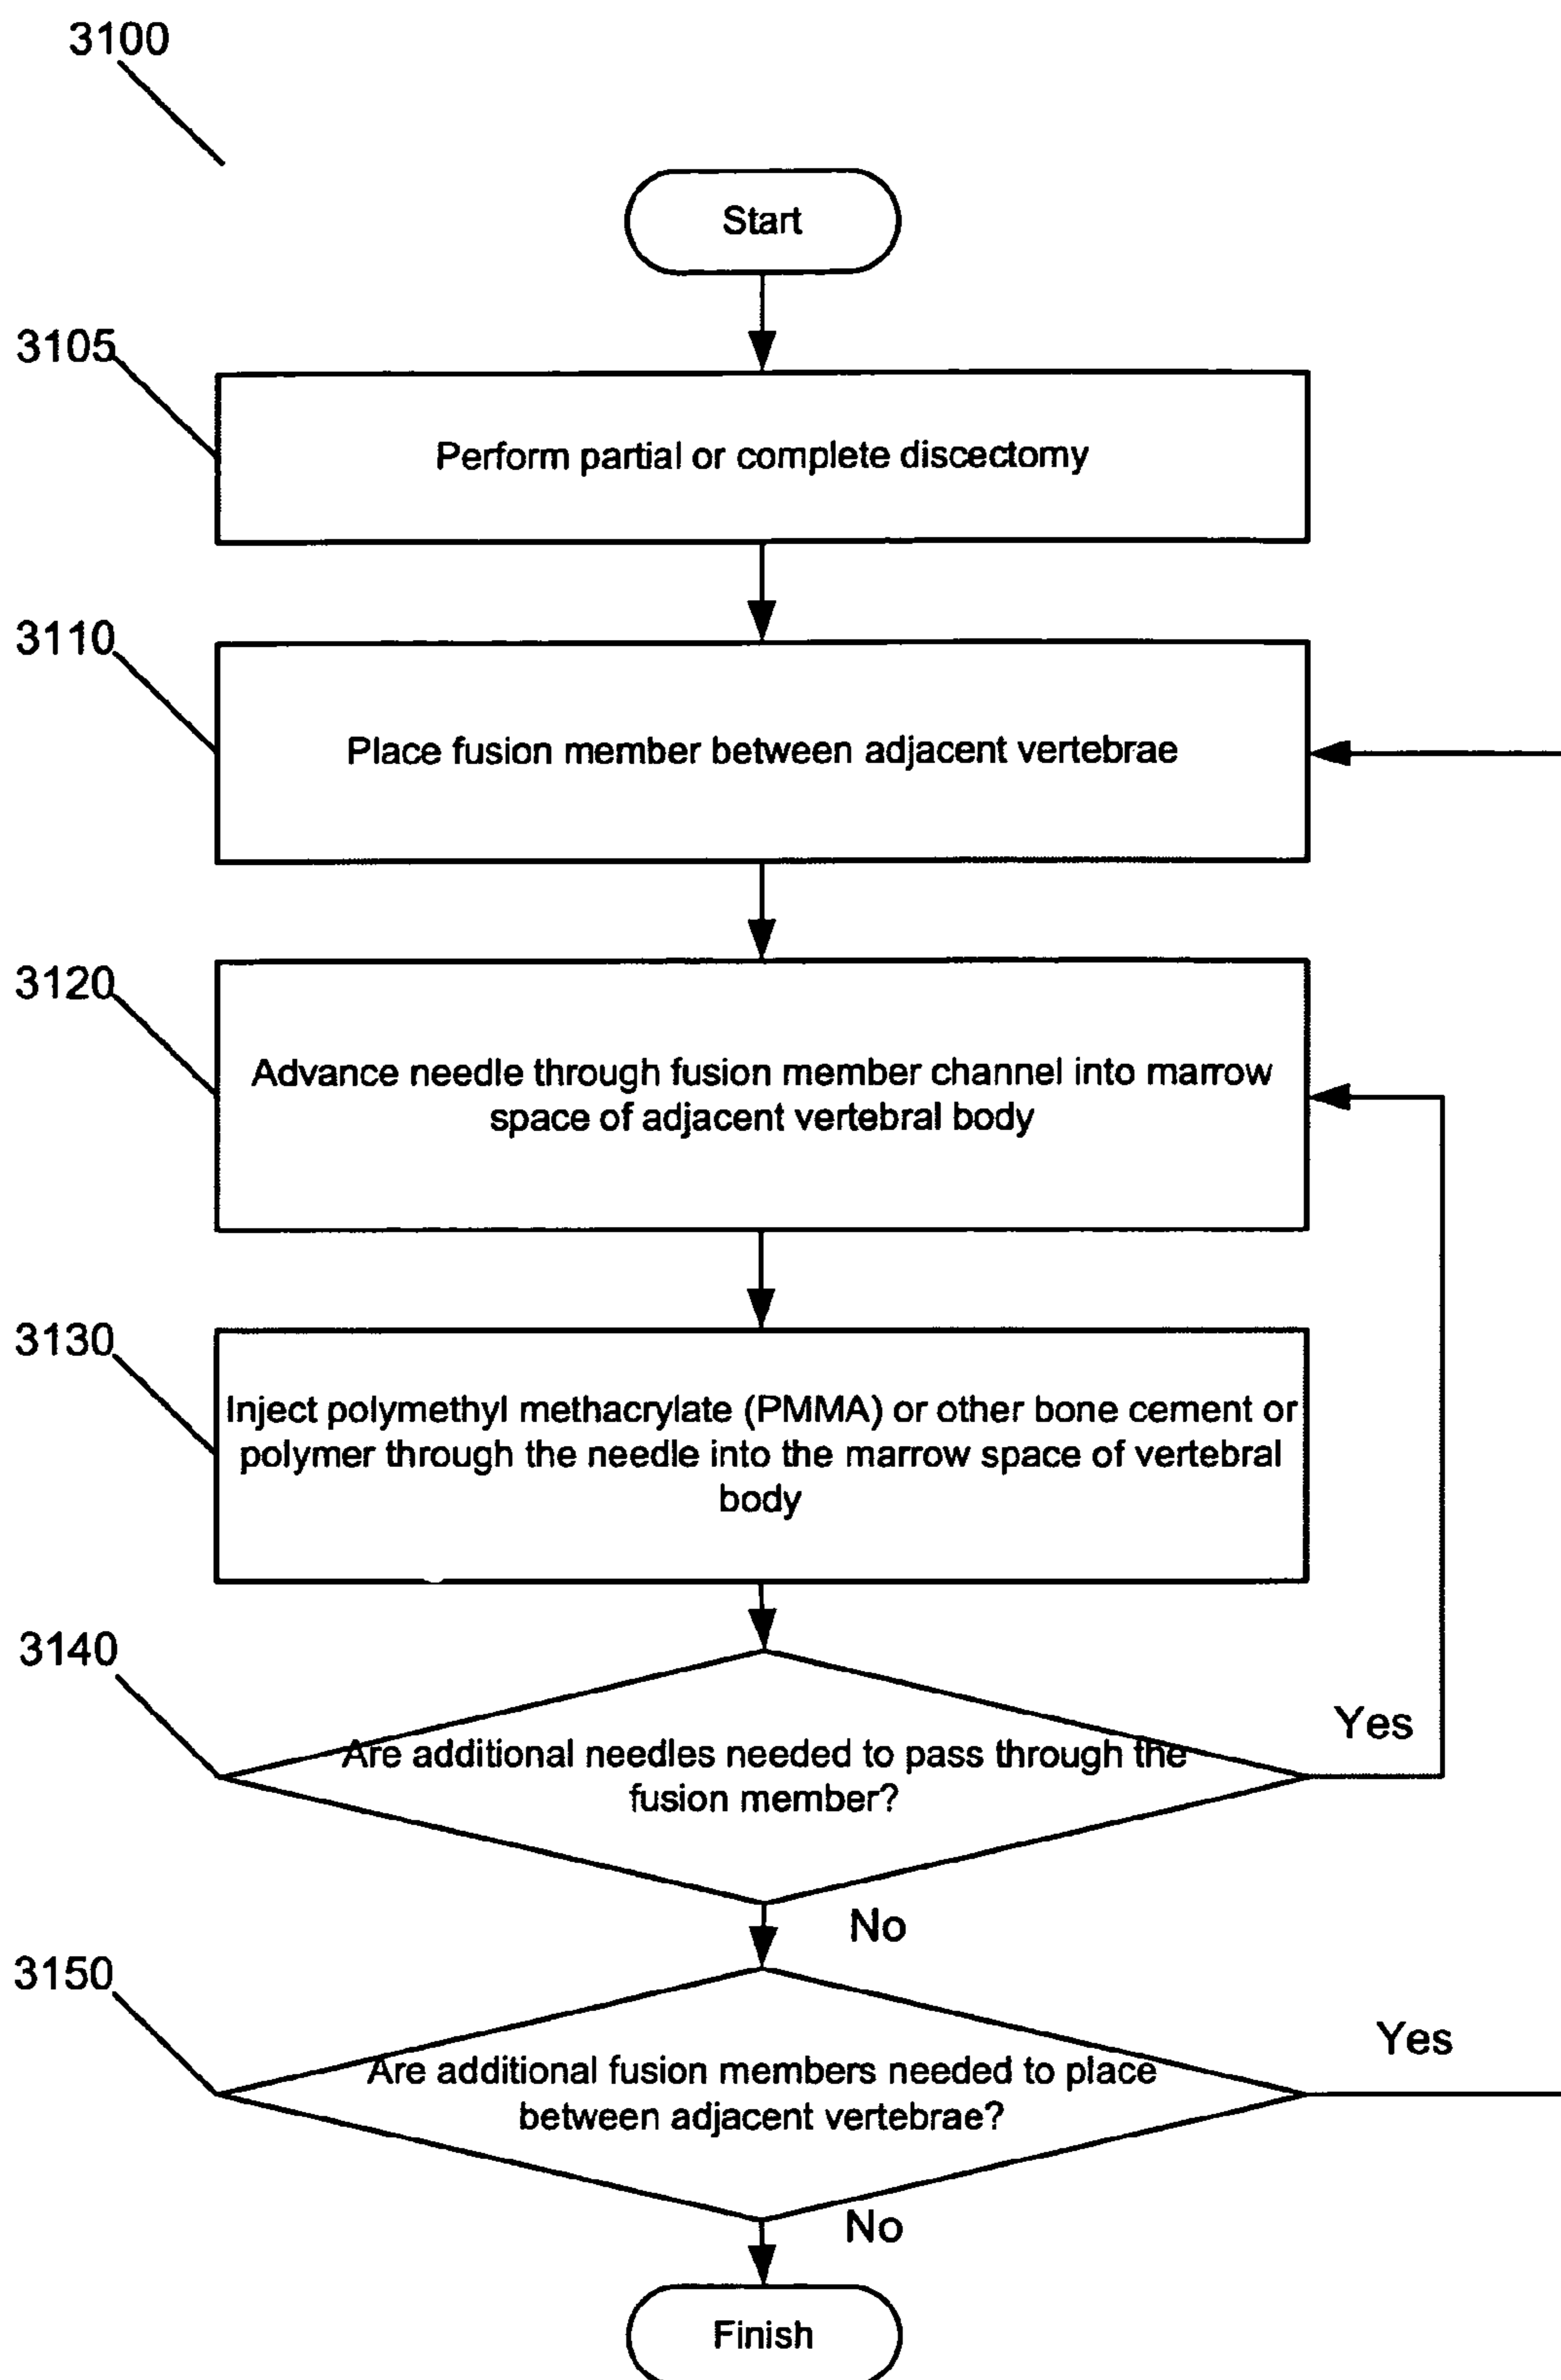 3100
Start
3105
Perform partial or complete discectomy
3110
Place fusion member between adjacent vertebrae
3120
Advance needle through fusion member channel into marrow
space of adjacent vertebral body
3130
Inject polymethyl methacrylate (PMMA) or other bone cement or
polymer through the needle into the marrow space of vertebral
body
3140
Yes
Are additional needles needed to pass through the
fusion member?
No
3150
Yes
Are additional fusion members needed to place
between adjacent vertebrae?
No
Finish